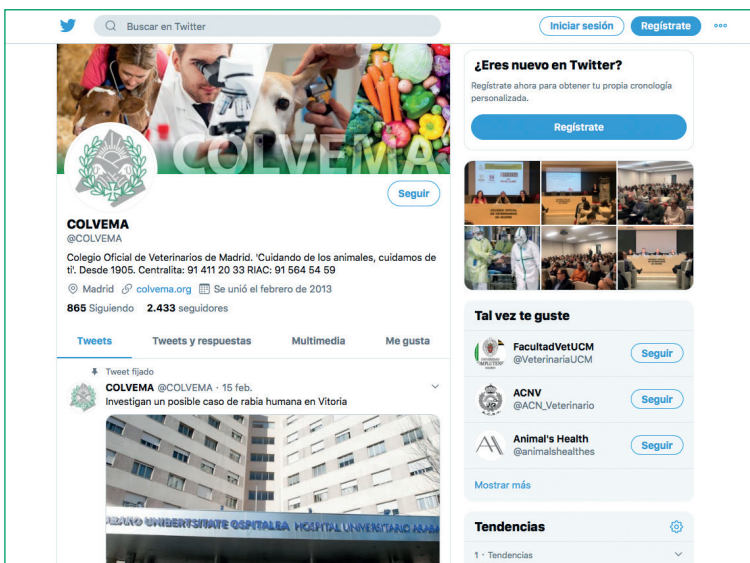 Buscar en Twitter
Iniciar sesión
Regístrate
COLVEMA
Seguir
COLVEMA
@COLVEMA
Colegio Oficial de Veterinarios de Madrid. 'Cuidando de los animales, cuidamos de
ti'. Desde 1905. Centralita: 91 411 20 33 RIAC: 91 564 54 59
Madrid colvema.org Se unió el febrero de 2013
865 Siguiendo 2.433 seguidores
Tweets Tweets y respuestas Multimedia Me gusta
Tweet fijado
COLVEMA @COLVEMA · 15 feb.
Investigan un posible caso de rabia humana en Vitoria
UNIBERTSITATE OSPITALEA HOSPITAL UNIVERSITARIO
¿Eres nuevo en Twitter?
Regístrate ahora para obtener tu propia cronología
personalizada.
Regístrate
Tal vez te guste
FacultadVetUCM
@VeterinariaUCM
Seguir
ACNV
@ACN_Veterinario
Seguir
Animal's Health
@animalshealthes
Seguir
Mostrar más
Tendencias
1 · Tendencias